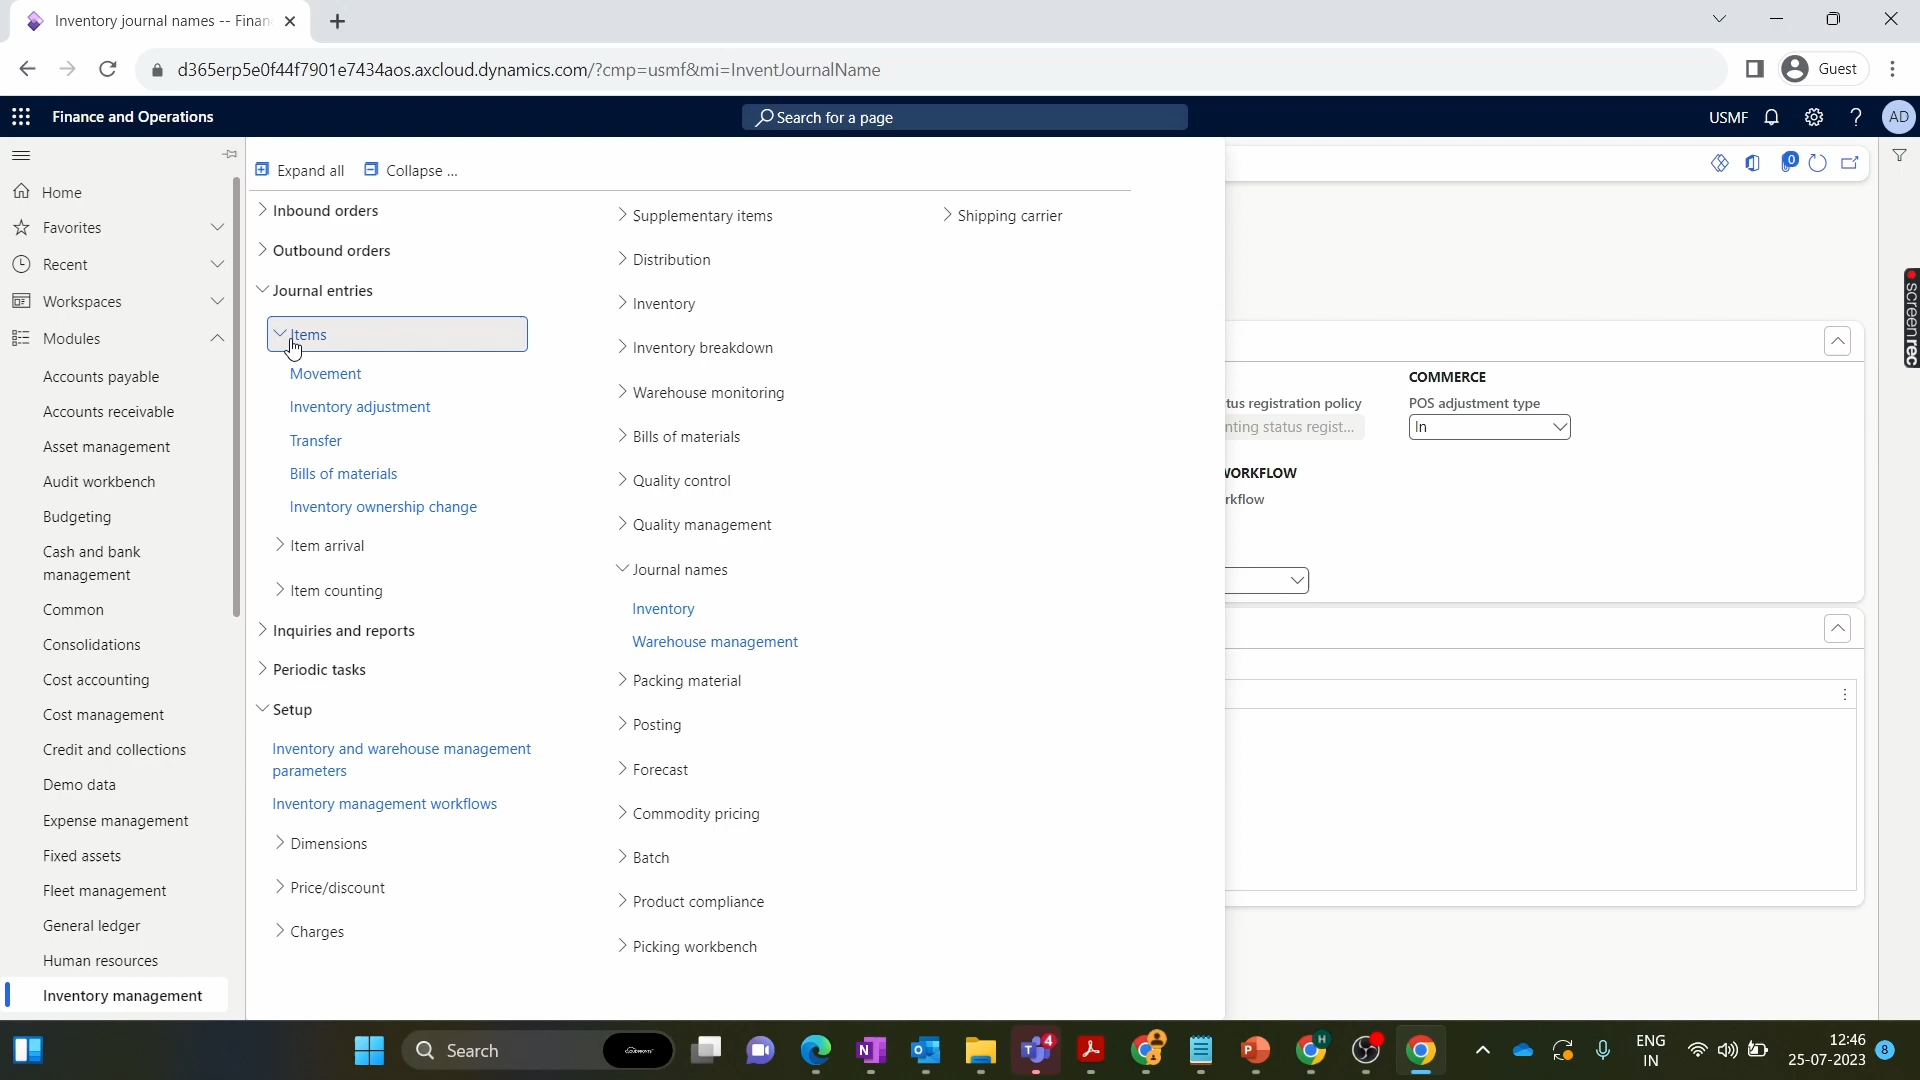 Inventory journal names -- Finan
d365erp5e0f44f7901e7434aos.axcloud.dynamics.com/?cmp=usmf&mi=InventJournalName
Guest
Finance and Operations
Search for a page
USMF
AD
Home
Favorites
Recent
Workspaces
Modules
Accounts payable
Accounts receivable
Asset management
Audit workbench
Budgeting
Cash and bank
management
Common
Consolidations
Cost accounting
Cost management
Credit and collections
Demo data
Expense management
Fixed assets
Fleet management
General ledger
Human resources
Inventory management
Expand all
Collapse ...
Inbound orders
Outbound orders
Journal entries
Items
Movement
Inventory adjustment
Transfer
Bills of materials
Inventory ownership change
Item arrival
Item counting
Inquiries and reports
Periodic tasks
Setup
Inventory and warehouse management
parameters
Inventory management workflows
Dimensions
Price/discount
Charges
Supplementary items
Distribution
Inventory
Inventory breakdown
Warehouse monitoring
Bills of materials
Quality control
Quality management
Journal names
Inventory
Warehouse management
Packing material
Posting
Forecast
Commodity pricing
Batch
Product compliance
Picking workbench
Shipping carrier
0
tus registration policy
nting status regist...
COMMERCE
POS adjustment type
In
WORKFLOW
rkflow
screenrec
Search
4
H
ENG
IN
12:46
25-07-2023
8